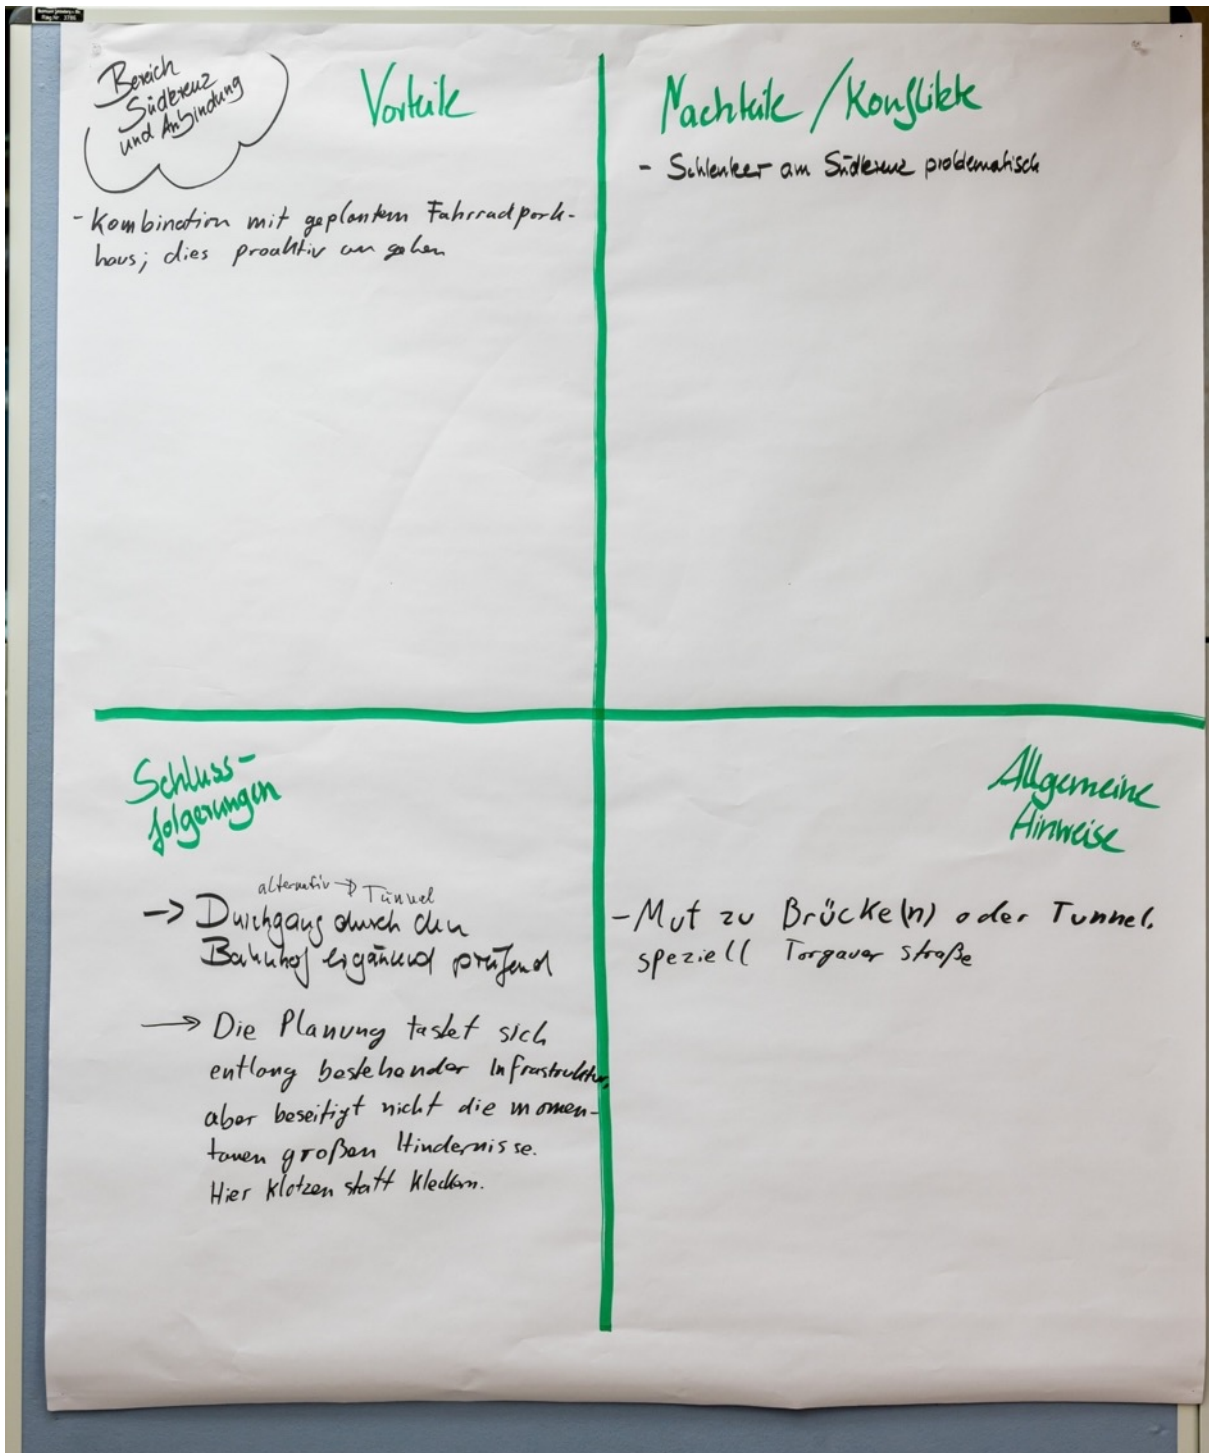 Bereich
Südkreuz
und Anbindung
Vorteile
- Kombination mit geplantem Fahrradpark-
haus; dies proaktiv angehen
Nachteile / Konflikte
- Schlenker am Südkreuz problematisch
Schluss-
folgerungen
alternativ → Tunnel
-> Durchgang durch den
Bahnhof ergänzend prüfend
→ Die Planung tastet sich
entlang bestehender Infrastruktur,
aber beseitigt nicht die momen-
tanen großen Hindernisse.
Hier klotzen statt kleckern.
Allgemeine
Hinweise
- Mut zu Brücke(n) oder Tunnel.
speziell Torgauer straße